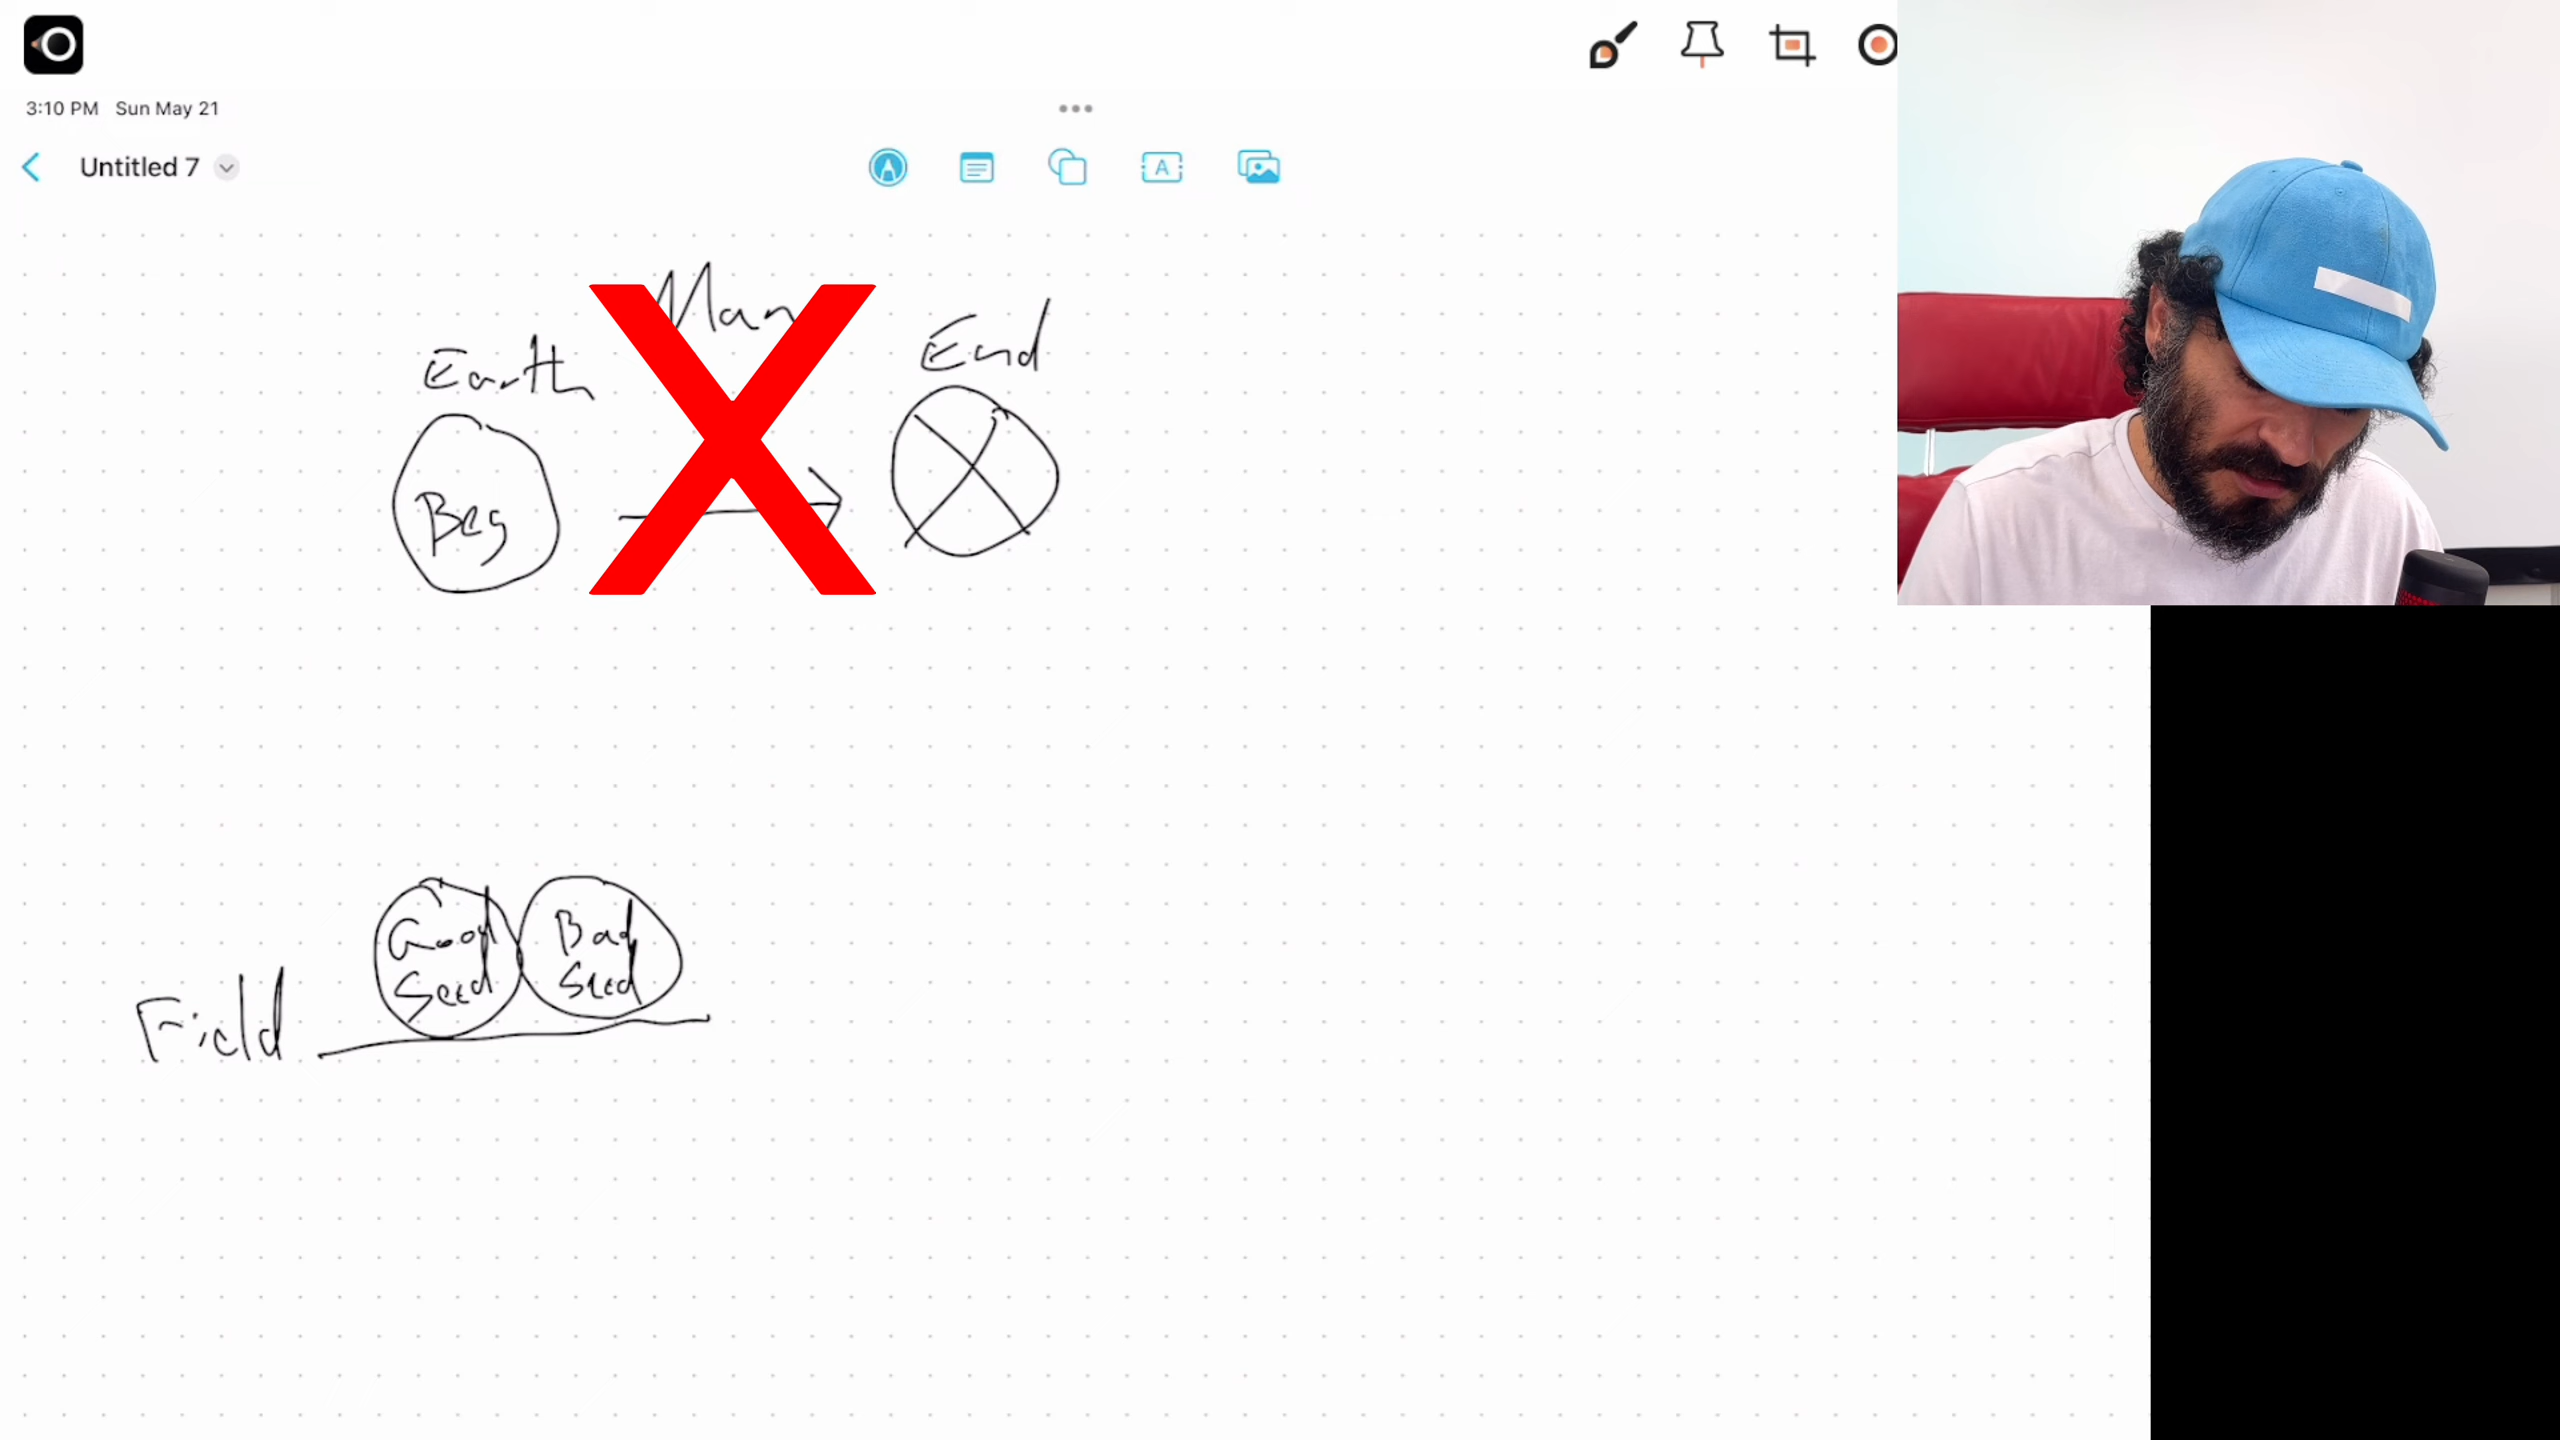 3:10 PM Sun May 21
Untitled 7
A
Man
Earth
End
Beg
X
Good
Seed
Bad
Seed
Field